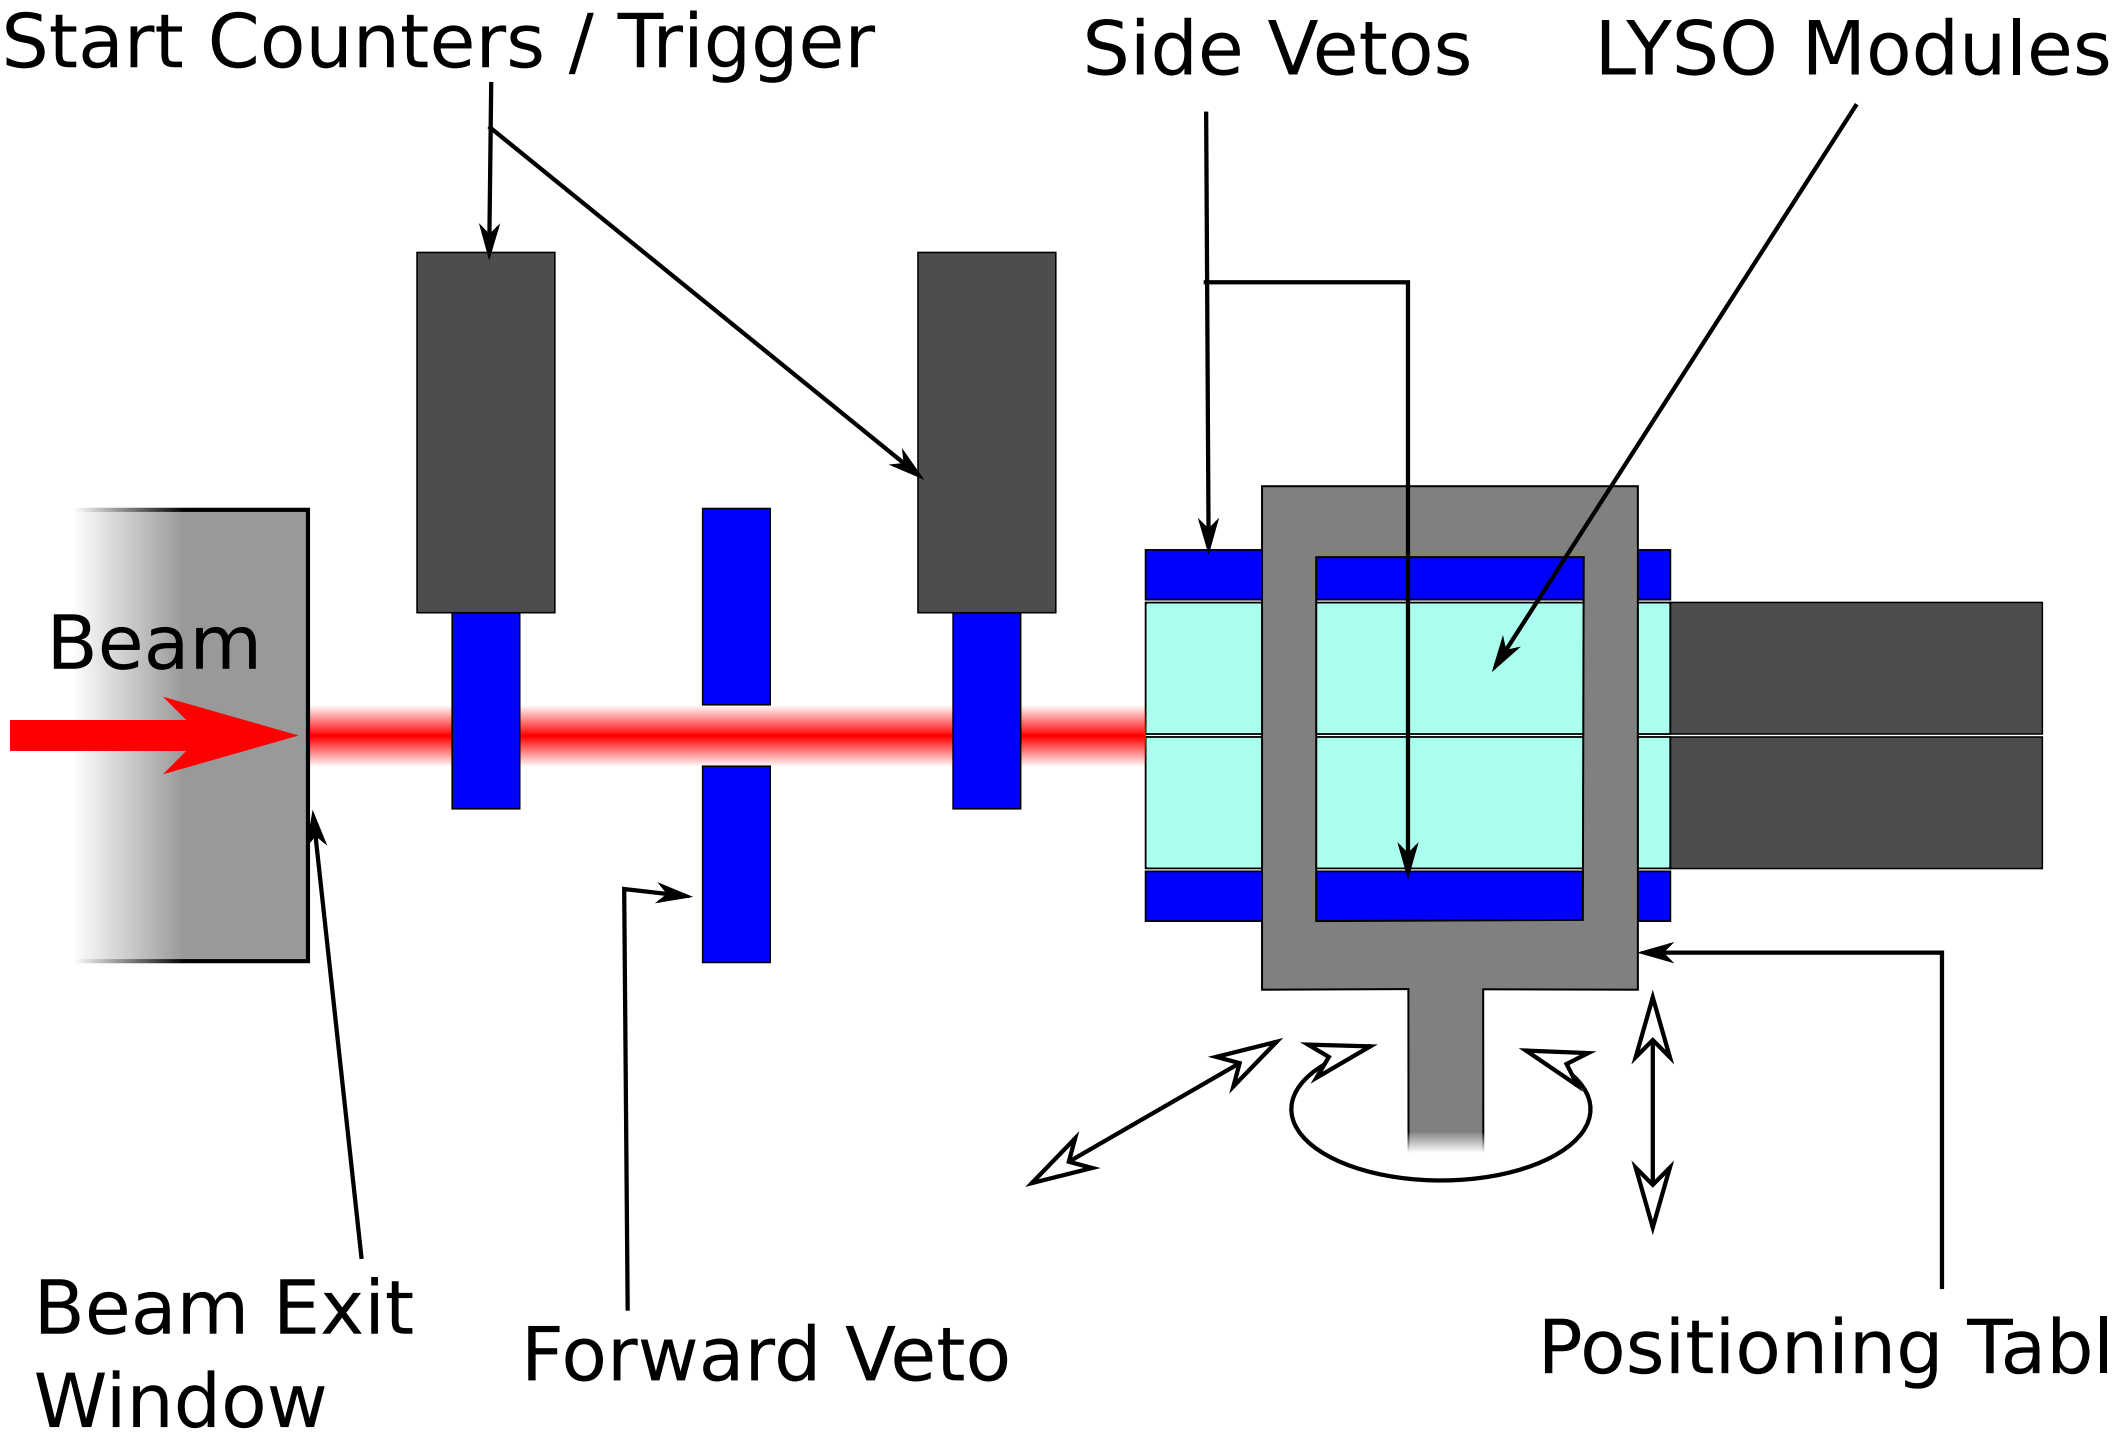 Start Counters / Trigger
Side Vetos
LYSO Modules
Beam
Beam Exit
Window
Forward Veto
Positioning Tabl